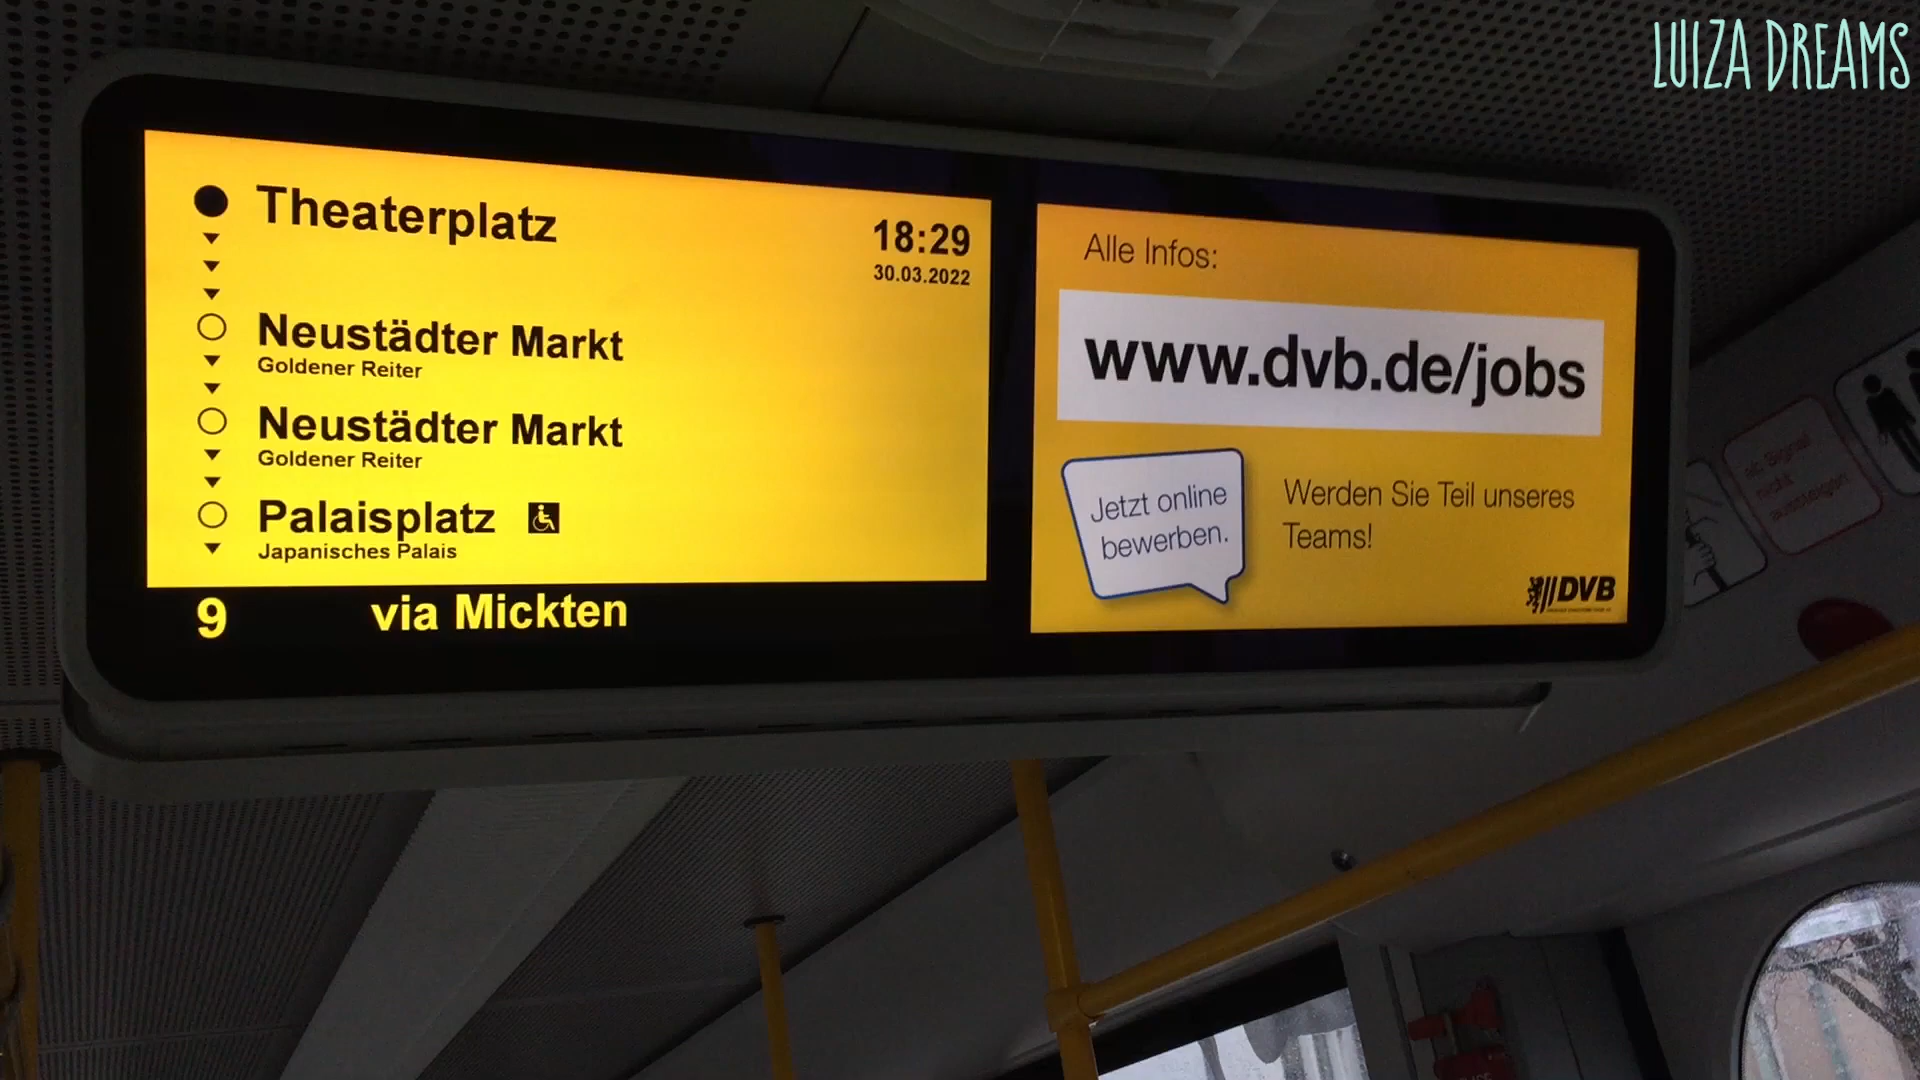 LUIZA DREAMS
Theaterplatz
18:29
30.03.2022
Neustädter Markt
Goldener Reiter
Neustädter Markt
Goldener Reiter
Palaisplatz
Japanisches Palais
9 via Mickten
Alle Infos:
www.dvb.de/jobs
Jetzt online
bewerben.
Werden Sie Teil unseres
Teams!
DVB